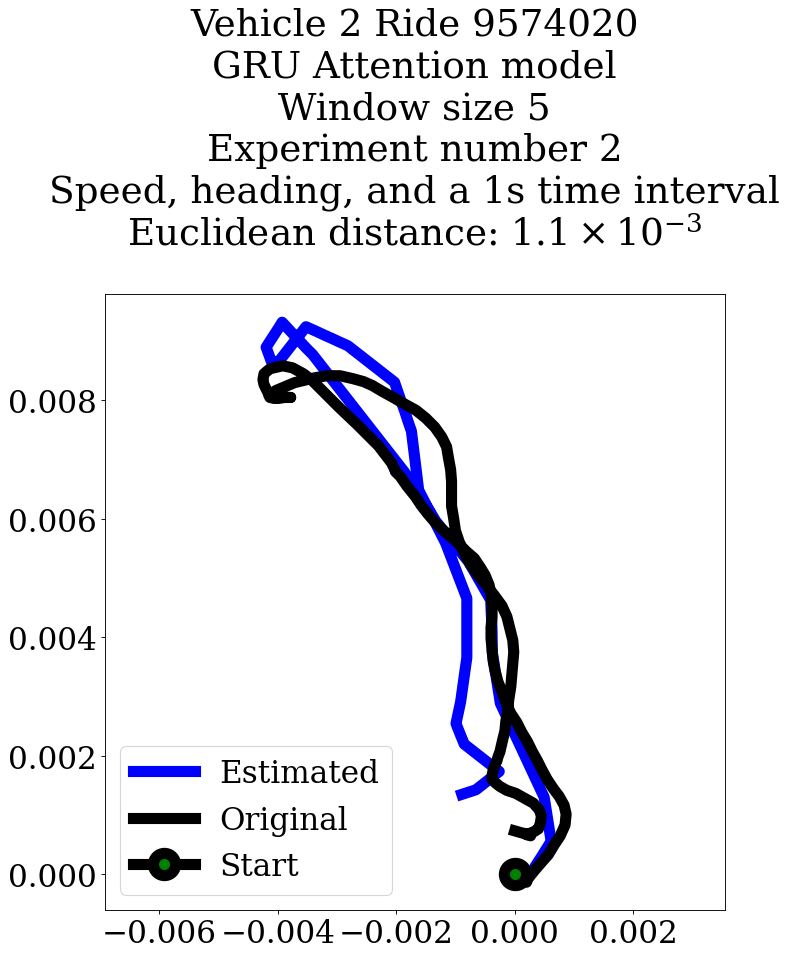 Vehicle 2 Ride 9574020
GRU Attention model
Window size 5
Experiment number 2
Speed, heading, and a 1s time interval
Euclidean distance: 1.1 × 10⁻³
0.008
0.006
0.004
0.002
0.000
Estimated
Original
Start
−0.006 −0.004 −0.002 0.000 0.002